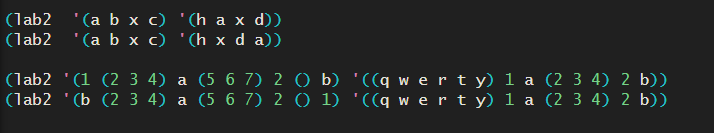 (lab2  '(a b x c) '(h a x d))
(lab2  '(a b x c) '(h x d a))
(lab2 '(1 (2 3 4) a (5 6 7) 2 () b) '((q w e r t y) 1 a (2 3 4) 2 b))
(lab2 '(b (2 3 4) a (5 6 7) 2 () 1) '((q w e r t y) 1 a (2 3 4) 2 b))